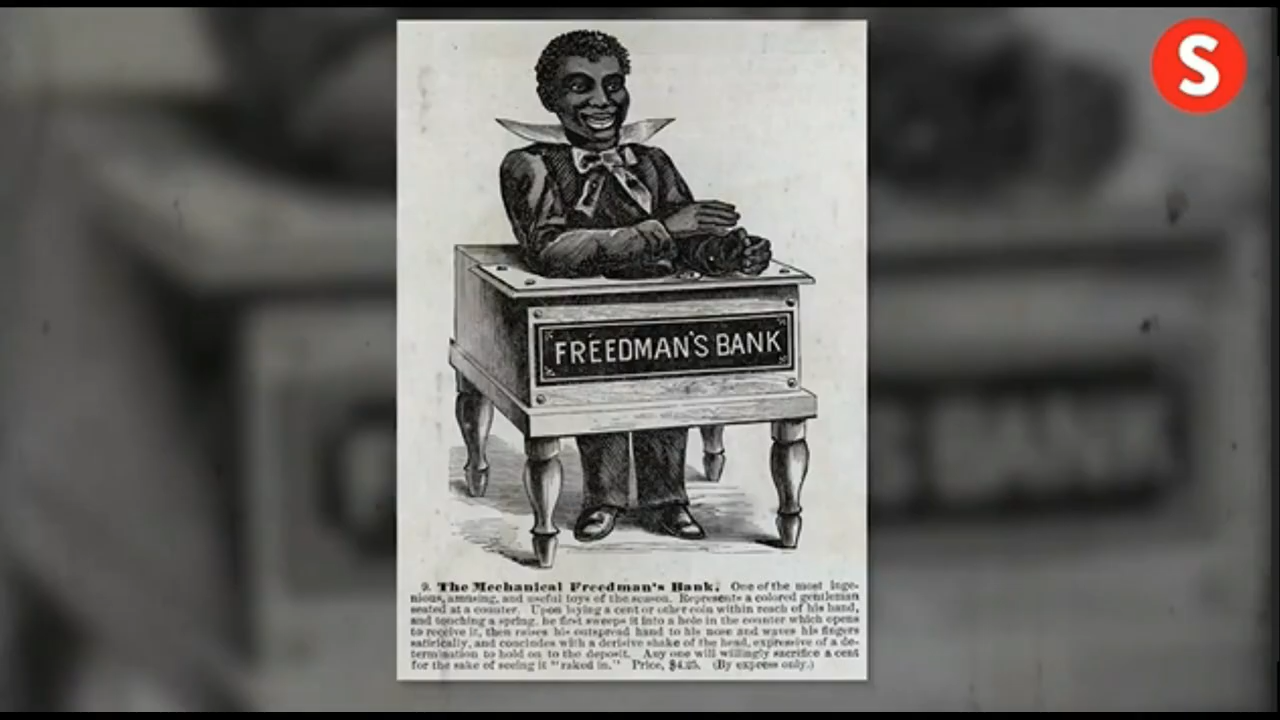 S
FREEDMAN'S BANK
9. The Mechanical Freedman's Bank. One of the most inge-
nious, amusing, and useful toys of the season. Represents a colored gentleman
seated at a counter. Upon laying a cent or other coin within reach of his hand,
and touching a spring, he first sweeps it into a hole in the counter which opens
to receive it, then raises his outspread hand to his nose and waves his fingers
satirically, and concludes with a derisive shake of the head, expressive of a de-
termination to hold on to the deposit. Any one will willingly sacrifice a cent
for the sake of seeing it "raked in." Price, $4.25. (By express only.)